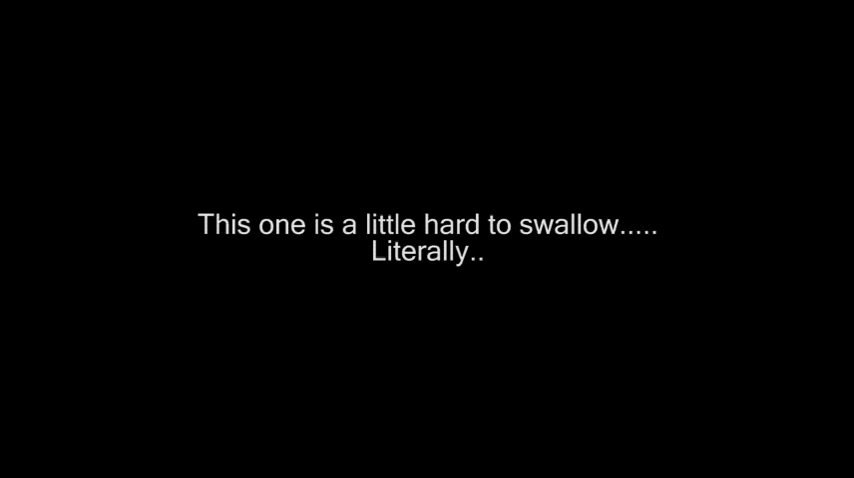 This one is a little hard to swallow.....
Literally..